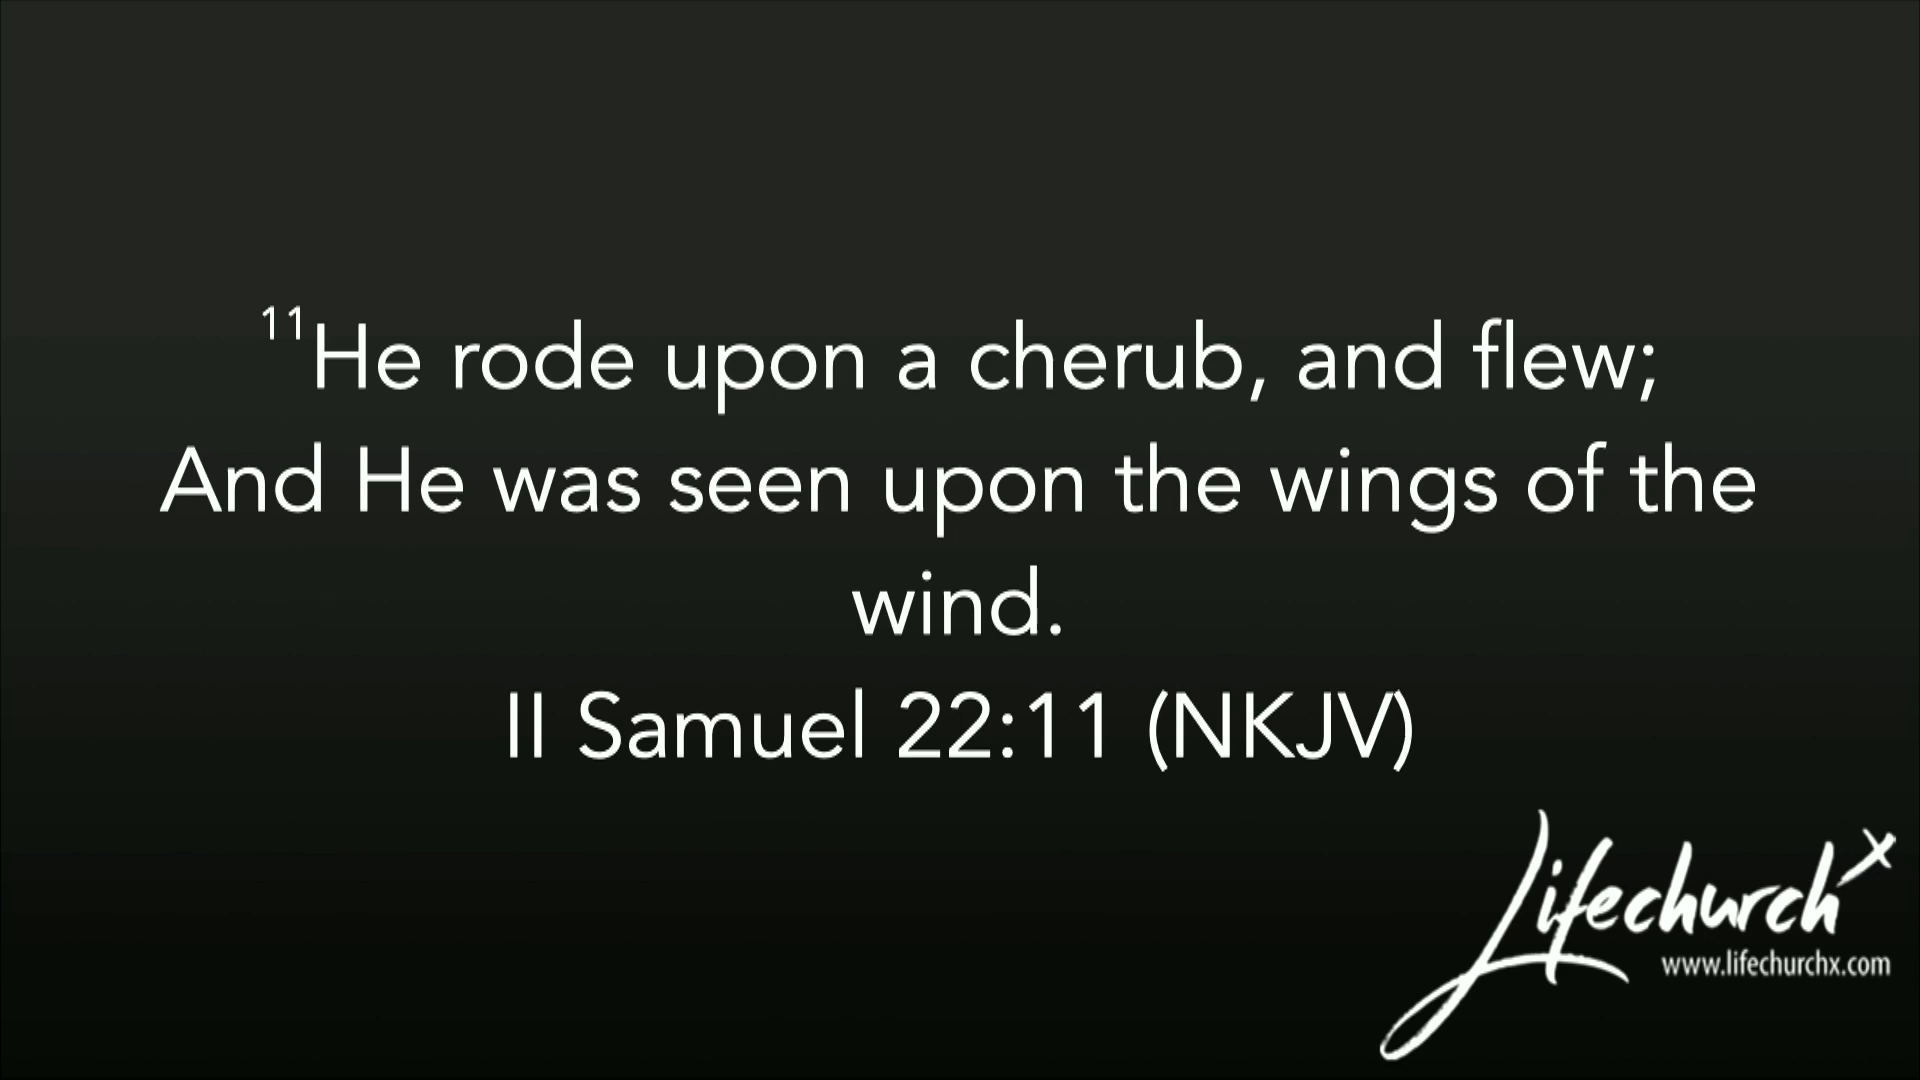 11He rode upon a cherub, and flew;
And He was seen upon the wings of the
wind.
II Samuel 22:11 (NKJV)
Lifechurch x
www.lifechurchx.com